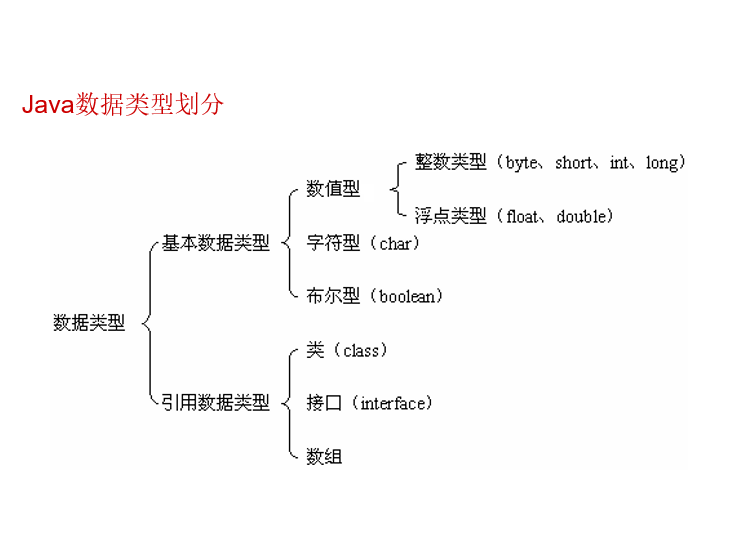 Java数据类型划分
整数类型（byte、short、int、long）
数值型
浮点类型（float、double）
基本数据类型
字符型（char）
布尔型（boolean）
数据类型
类（class）
引用数据类型
接口（interface）
数组